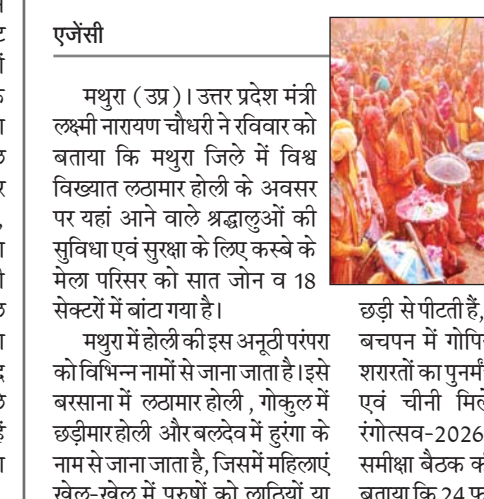 एजेंसी
मथुरा (उप्र)। उत्तर प्रदेश मंत्री
लक्ष्मी नारायण चौधरी ने रविवार को
बताया कि मथुरा जिले में विश्व
विख्यात लठामार होली के अवसर
पर यहां आने वाले श्रद्धालुओं की
सुविधा एवं सुरक्षा के लिए कस्बे के
मेला परिसर को सात जोन व 18
सेक्टरों में बांटा गया है।
मथुरा में होली की इस अनूठी परंपरा
को विभिन्न नामों से जाना जाता है। इसे
बरसाना में लठामार होली , गोकुल में
छड़ीमार होली और बलदेव में हुरंगा के
नाम से जाना जाता है, जिसमें महिलाएं
खेल-खेल में पुरुषों को लाठियों या
छड़ी से पीटती हैं,
बचपन में
शरारतों का
एवं चीनी
रंगोत्सव-2026
समीक्षा बैठक
बताया कि 24